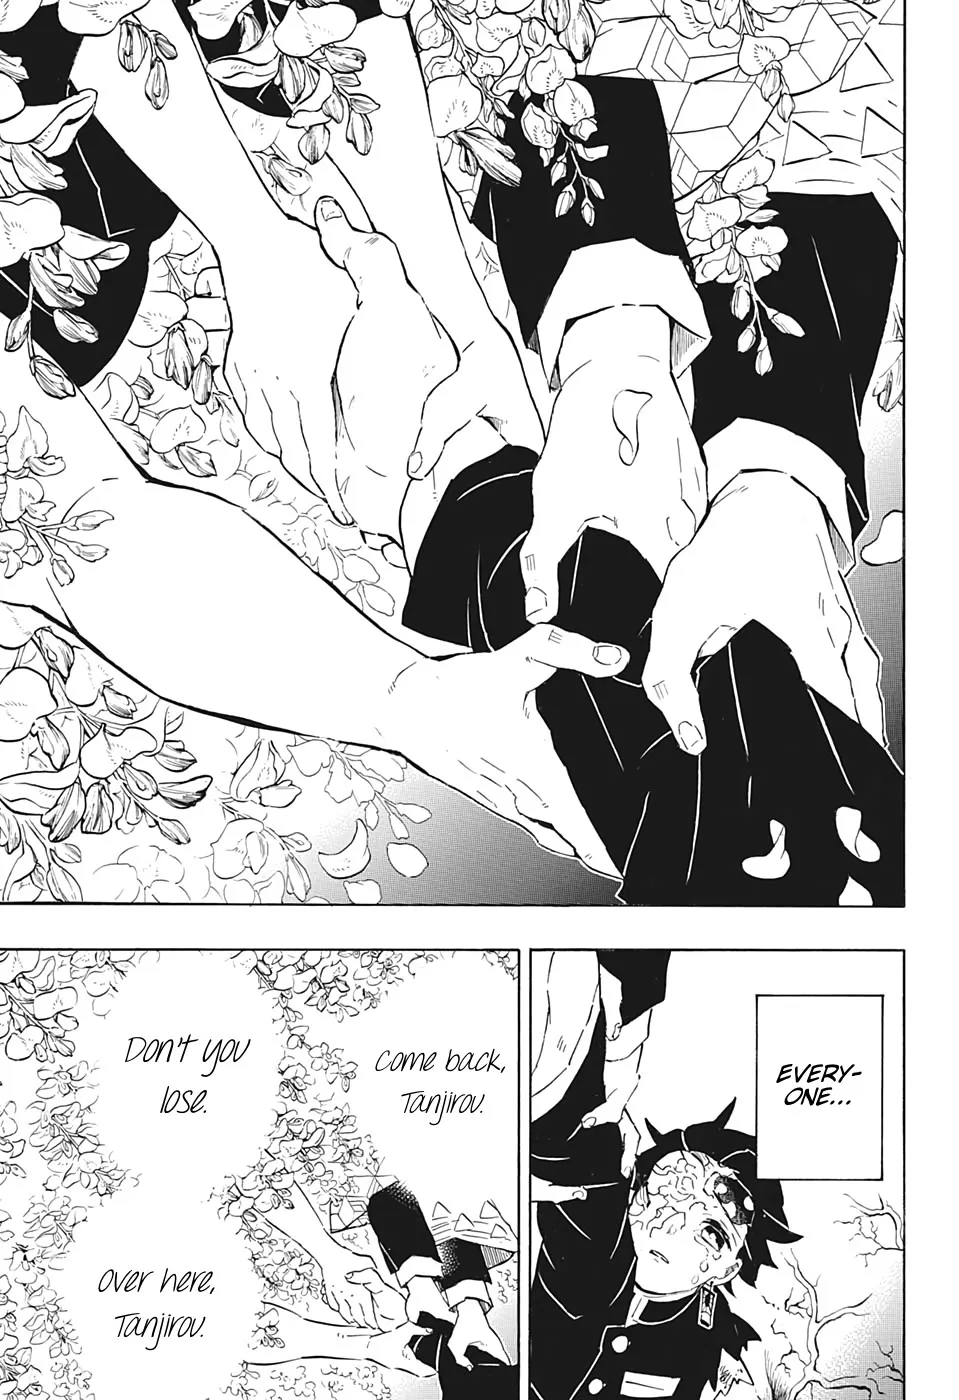 EVERY-
ONE...
Come back,
Tanjirou.
Don't you
lose.
Over here,
Tanjirou.